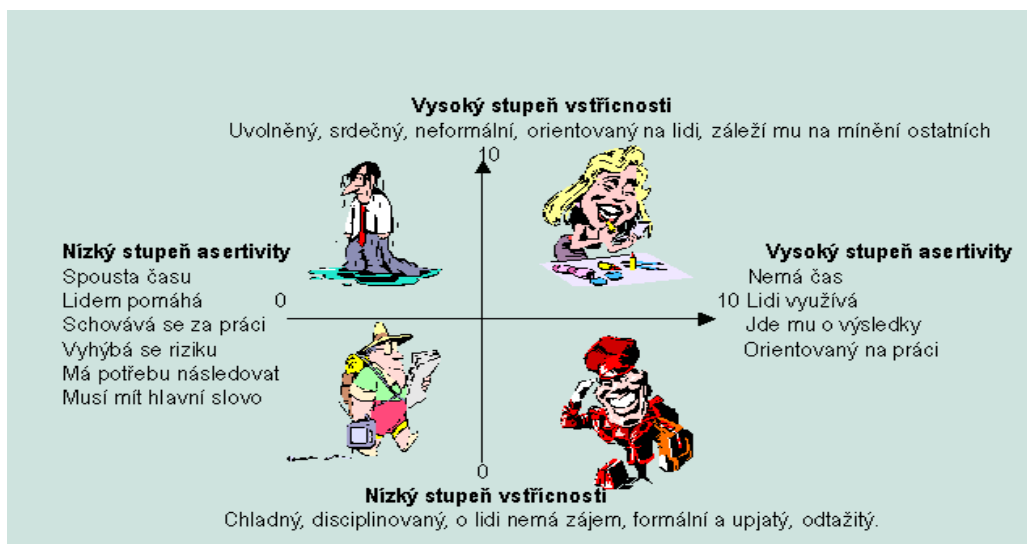 Vysoký stupeň vstřícnosti
Uvolněný, srdečný, neformální, orientovaný na lidi, záleží mu na mínění ostatních
10
Nízký stupeň asertivity
Spousta času
Lidem pomáhá
0
Schovává se za práci
Vyhýbá se riziku
Má potřebu následovat
Musí mít hlavní slovo
Vysoký stupeň asertivity
Nemá čas
10 Lidi využívá
Jde mu o výsledky
Orientovaný na práci
0
Nízký stupeň vstřícnosti
Chladný, disciplinovaný, o lidi nemá zájem, formální a upjatý, odtažitý.